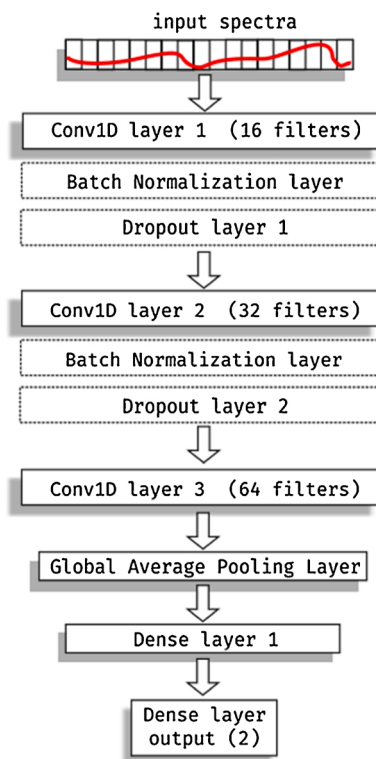 input spectra
Conv1D layer 1 (16 filters)
Batch Normalization layer
Dropout layer 1
Conv1D layer 2 (32 filters)
Batch Normalization layer
Dropout layer 2
Conv1D layer 3 (64 filters)
Global Average Pooling Layer
Dense layer 1
Dense layer
output (2)